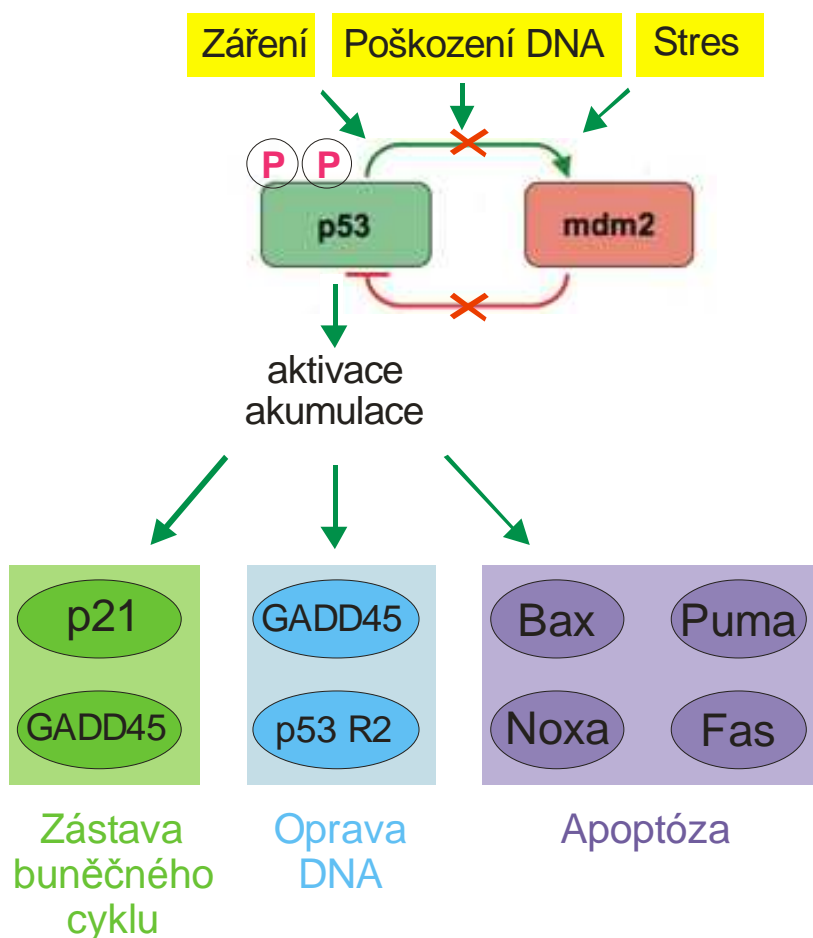 Záření Poškození DNA Stres
P P
p53 mdm2
aktivace
akumulace
p21 GADD45 Bax Puma
GADD45 p53 R2 Noxa Fas
Zástava
buněčného
cyklu
Oprava
DNA
Apoptóza